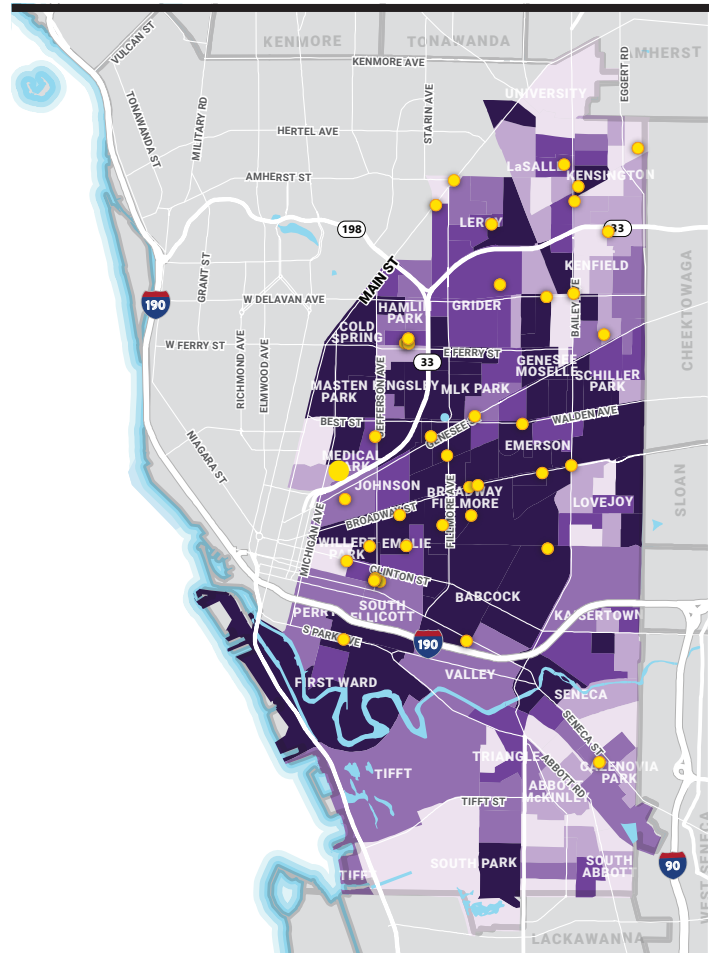 VULCAN ST
KENMORE
TONAWANDA
KENMORE AVE
EGGERT RD
AMHERST
UNIVERSITY
TONAWANDA ST
MILITARY RD
STARIN AVE
HERTEL AVE
LaSALLE
KENSINGTON
AMHERST ST
LEROY
198
33
MAIN ST
KENFIELD
GRANT ST
W DELAVAN AVE
HAMLIN
PARK
GRIDER
BAILEY AVE
190
COLD
SPRING
W FERRY ST
RICHMOND AVE
ELMWOOD AVE
33
E FERRY ST
CHEEKTOWAGA
GENESEE
MOSELLE
SCHILLER
PARK
MASTEN
PARK
KINGSLEY
JEFFERSON AVE
MLK PARK
WALDEN AVE
BEST ST
GENESEE
EMERSON
NIAGARA ST
MEDICAL
PARK
JOHNSON
BROADWAY
FILLMORE
FILLMORE AVE
LOVEJOY
SLOAN
MICHIGAN AVE
BROADWAY ST
WILLERT
PARK
EMSLIE
CLINTON ST
BABCOCK
PERRY
SOUTH
ELLICOTT
KAISERTOWN
S PARK AVE
190
VALLEY
FIRST WARD
SENECA
SENECA ST
TRIANGLE
ABBOTT RD
CAZENOVIA
PARK
TIFFT
ABBOTT
McKINLEY
TIFFT ST
SOUTH PARK
SOUTH
ABBOTT
90
WEST SENECA
TIFFT
LACKAWANNA